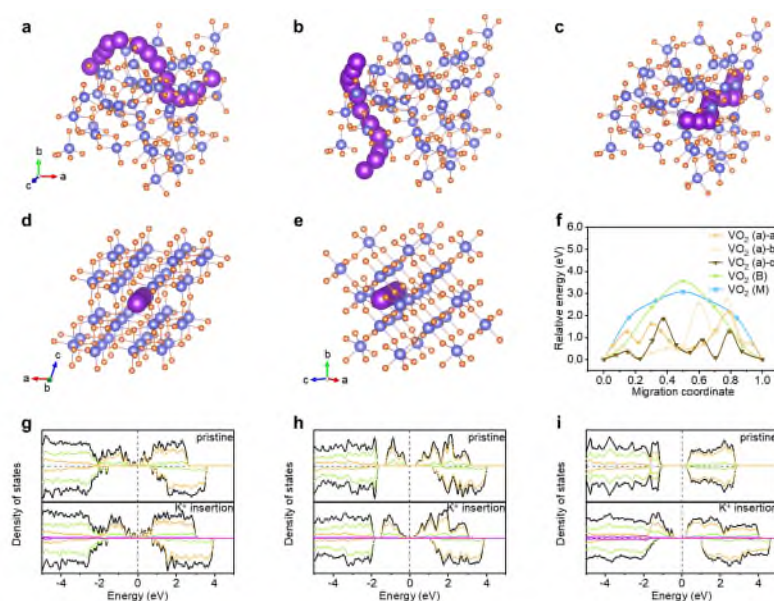 a
b
c
b
c
a
d
e
f
c
a
b
b
c
a
Relative energy (eV)
6.0
5.0
4.0
3.0
2.0
1.0
0.0
VO₂ (a)-a
VO₂ (a)-b
VO₂ (a)-c
VO₂ (B)
VO₂ (M)
0.0 0.2 0.4 0.6 0.8 1.0
Migration coordinate
g
h
i
Density of states
pristine
K⁺ insertion
-4 -2 0 2 4
Energy (eV)
Density of states
pristine
K⁺ insertion
-4 -2 0 2 4
Energy (eV)
Density of states
pristine
K⁺ insertion
-4 -2 0 2 4
Energy (eV)